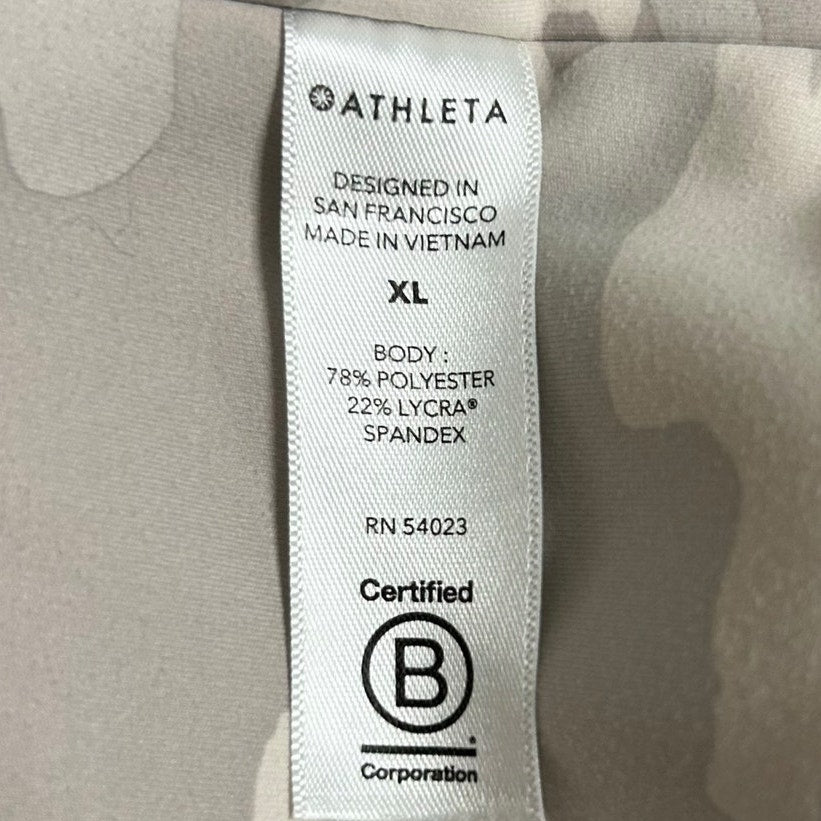 ATHLETA
DESIGNED IN
SAN FRANCISCO
MADE IN VIETNAM
XL
BODY :
78% POLYESTER
22% LYCRA®
SPANDEX
RN 54023
Certified
B
Corporation